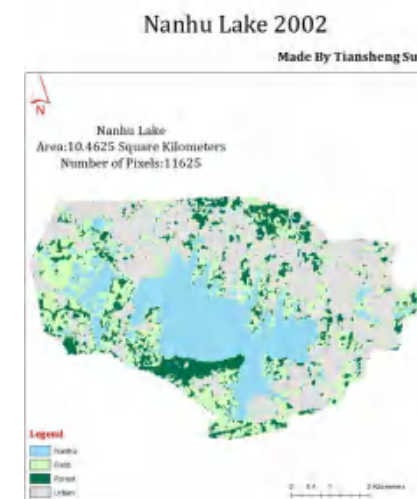 Nanhu Lake 2002
Made By Tiansheng Su
N
Nanhu Lake
Area:10.4625 Square Kilometers
Number of Pixels:11625
Legend
Nanhu
Field
Forest
Urban